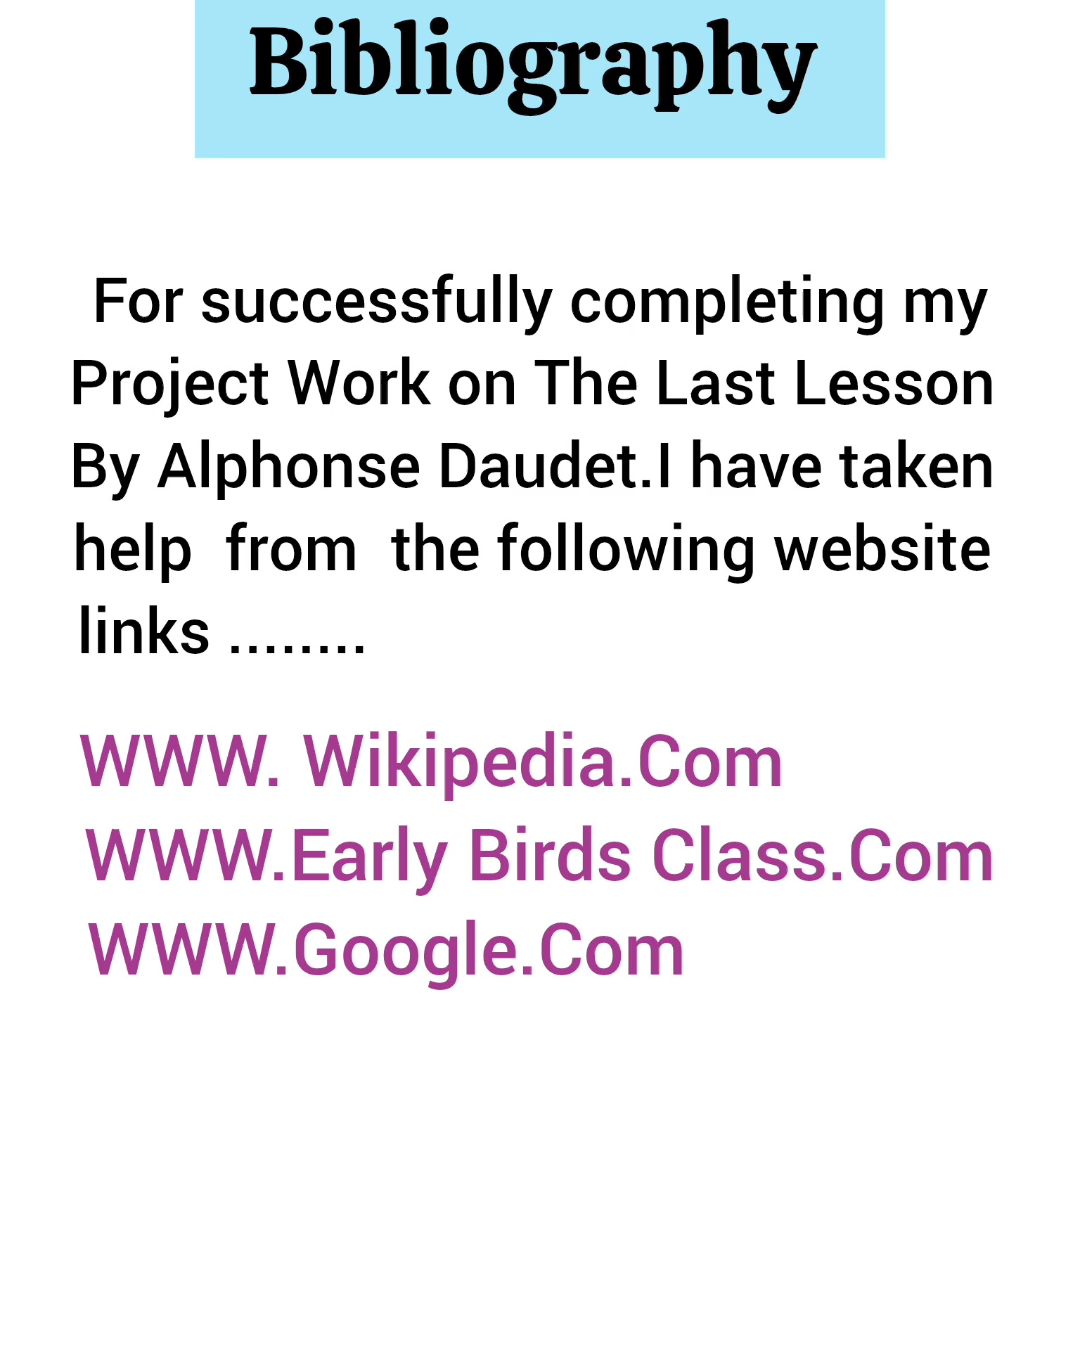 Bibliography
For successfully completing my
Project Work on The Last Lesson
By Alphonse Daudet.I have taken
help from the following website
links ........
WWW. Wikipedia.Com
WWW.Early Birds Class.Com
WWW.Google.Com